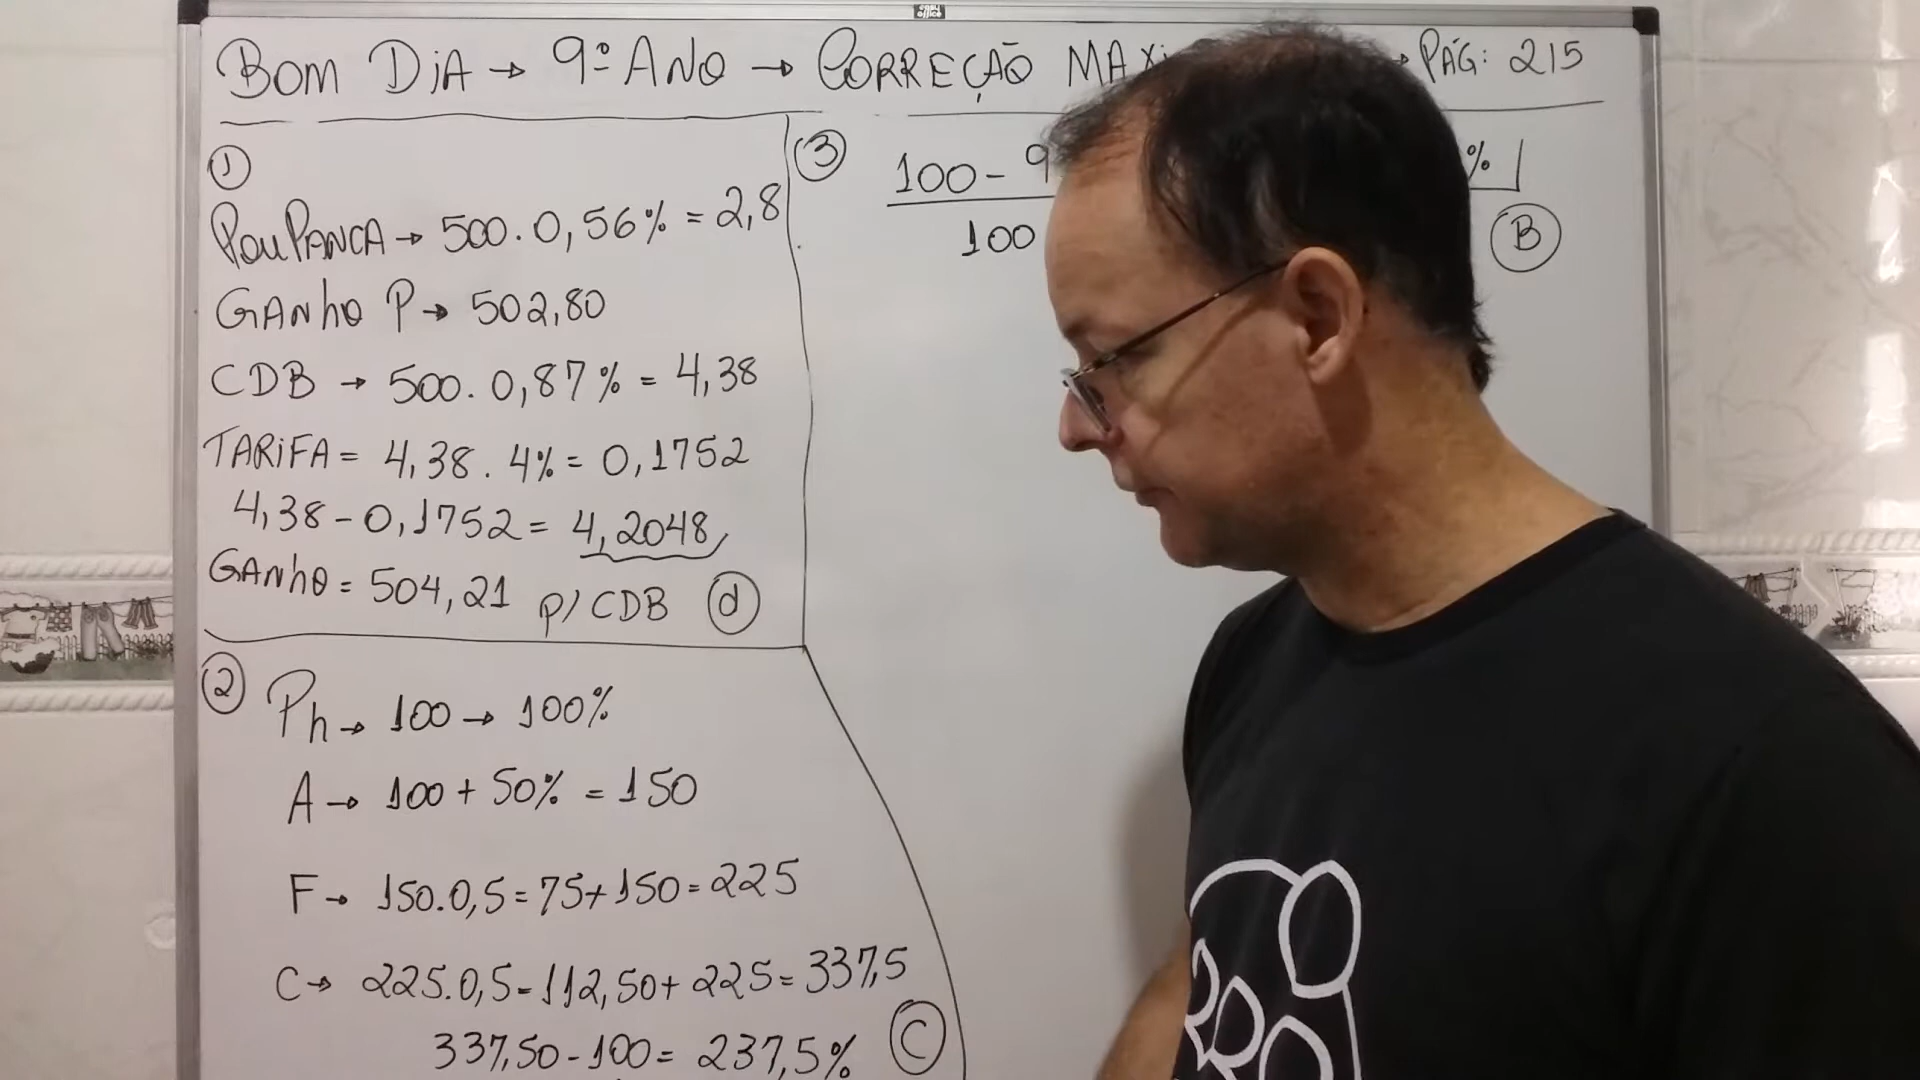 easy office
BOM DiA → 9º ANO → CORREÇÃO MAXi → PÁG: 215
①
POUPANCA → 500.0,56% = 2,8
GANhO P → 502,80
CDB → 500.0,87% = 4,38
TARiFA = 4,38.4% = 0,1752
4,38-0,1752 = 4,2048
GANhO = 504,21 p/ CDB ⓓ
② Ph → 100 → 100%
A → 100 + 50% = 150
F → 150.0,5 = 75+150 = 225
C → 225.0,5 = 112,50+225 = 337,5
337,50-100 = 237,5% Ⓒ
③ 100 - 9 %
100 Ⓑ